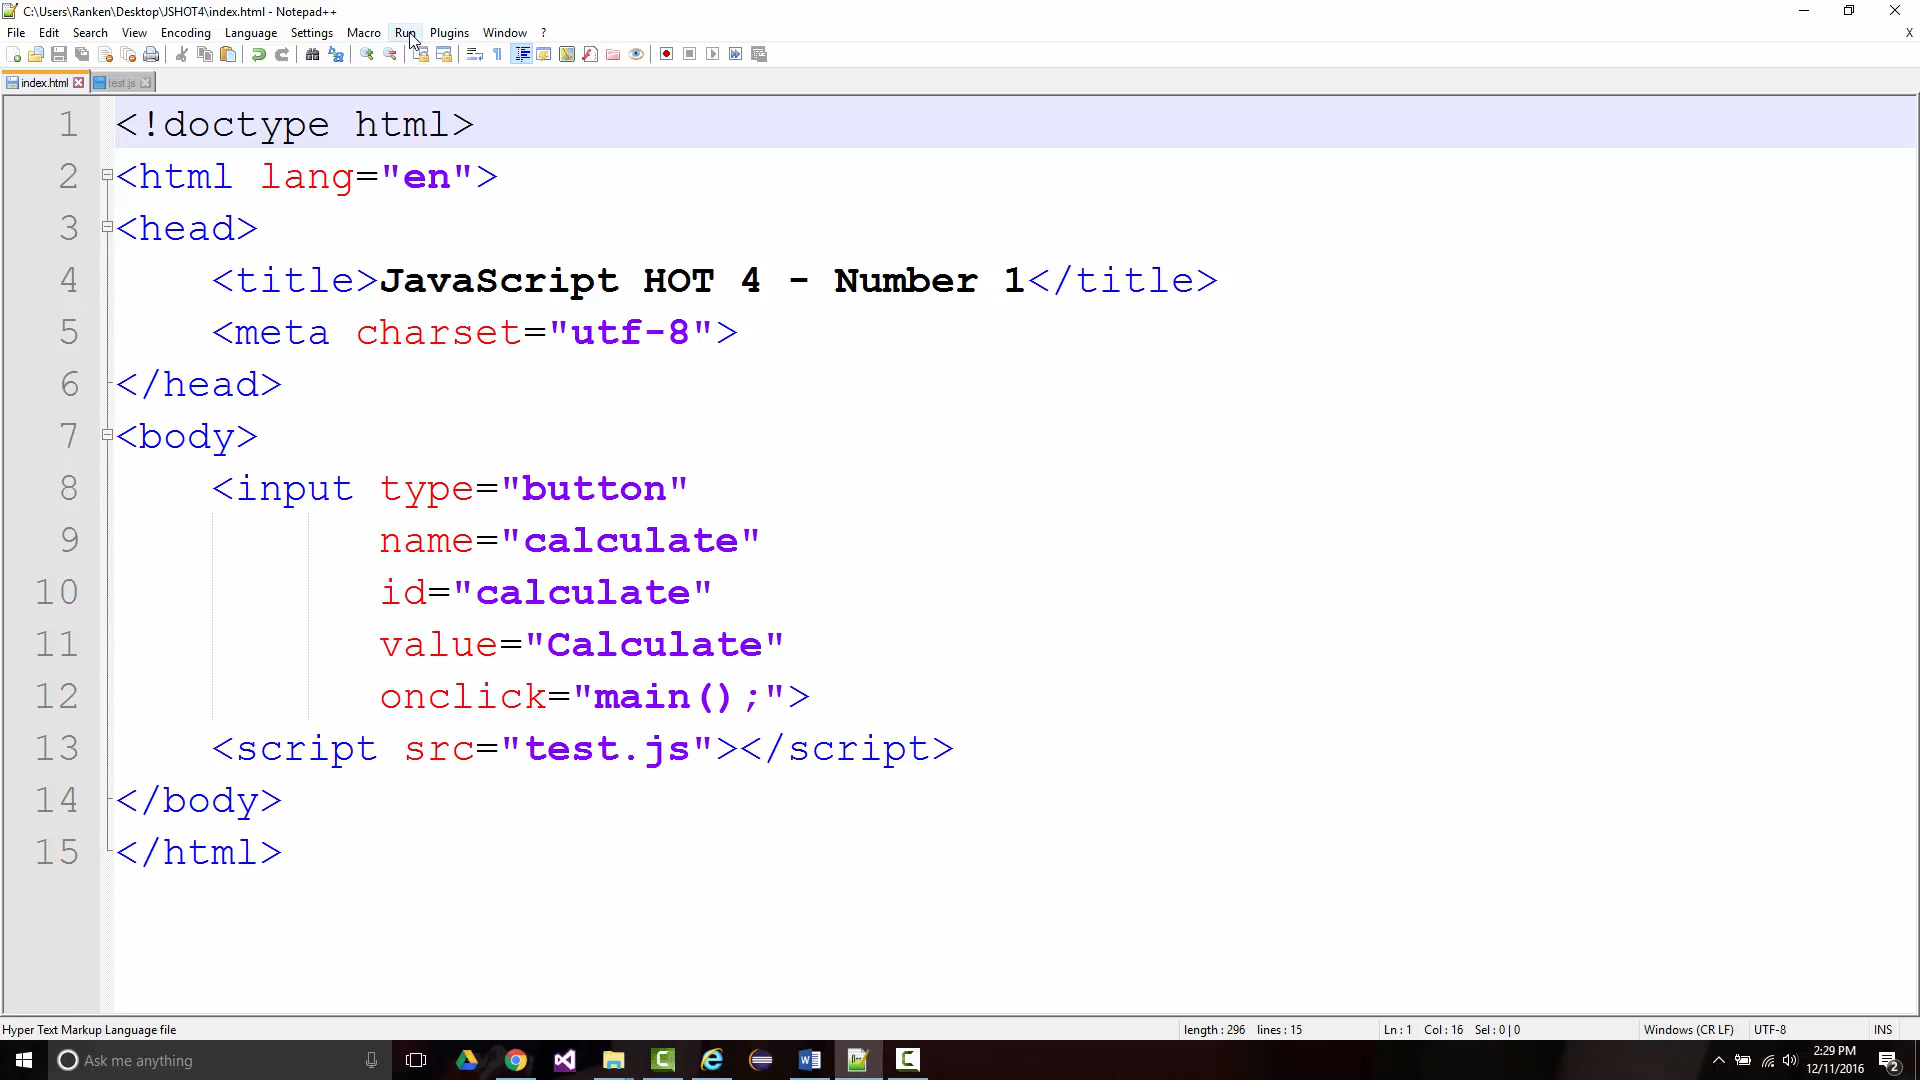 C:\Users\Ranken\Desktop\JSHOT4\index.html - Notepad++
File Edit Search View Encoding Language Settings Macro Run Plugins Window ? X
index.html test.js
1 <!doctype html>
2 <html lang="en">
3 <head>
4 <title>JavaScript HOT 4 - Number 1</title>
5 <meta charset="utf-8">
6 </head>
7 <body>
8 <input type="button"
9 name="calculate"
10 id="calculate"
11 value="Calculate"
12 onclick="main();">
13 <script src="test.js"></script>
14 </body>
15 </html>
Hyper Text Markup Language file length : 296 lines : 15 Ln : 1 Col : 16 Sel : 0 | 0 Windows (CR LF) UTF-8 INS
Ask me anything
2:29 PM
12/11/2016
2